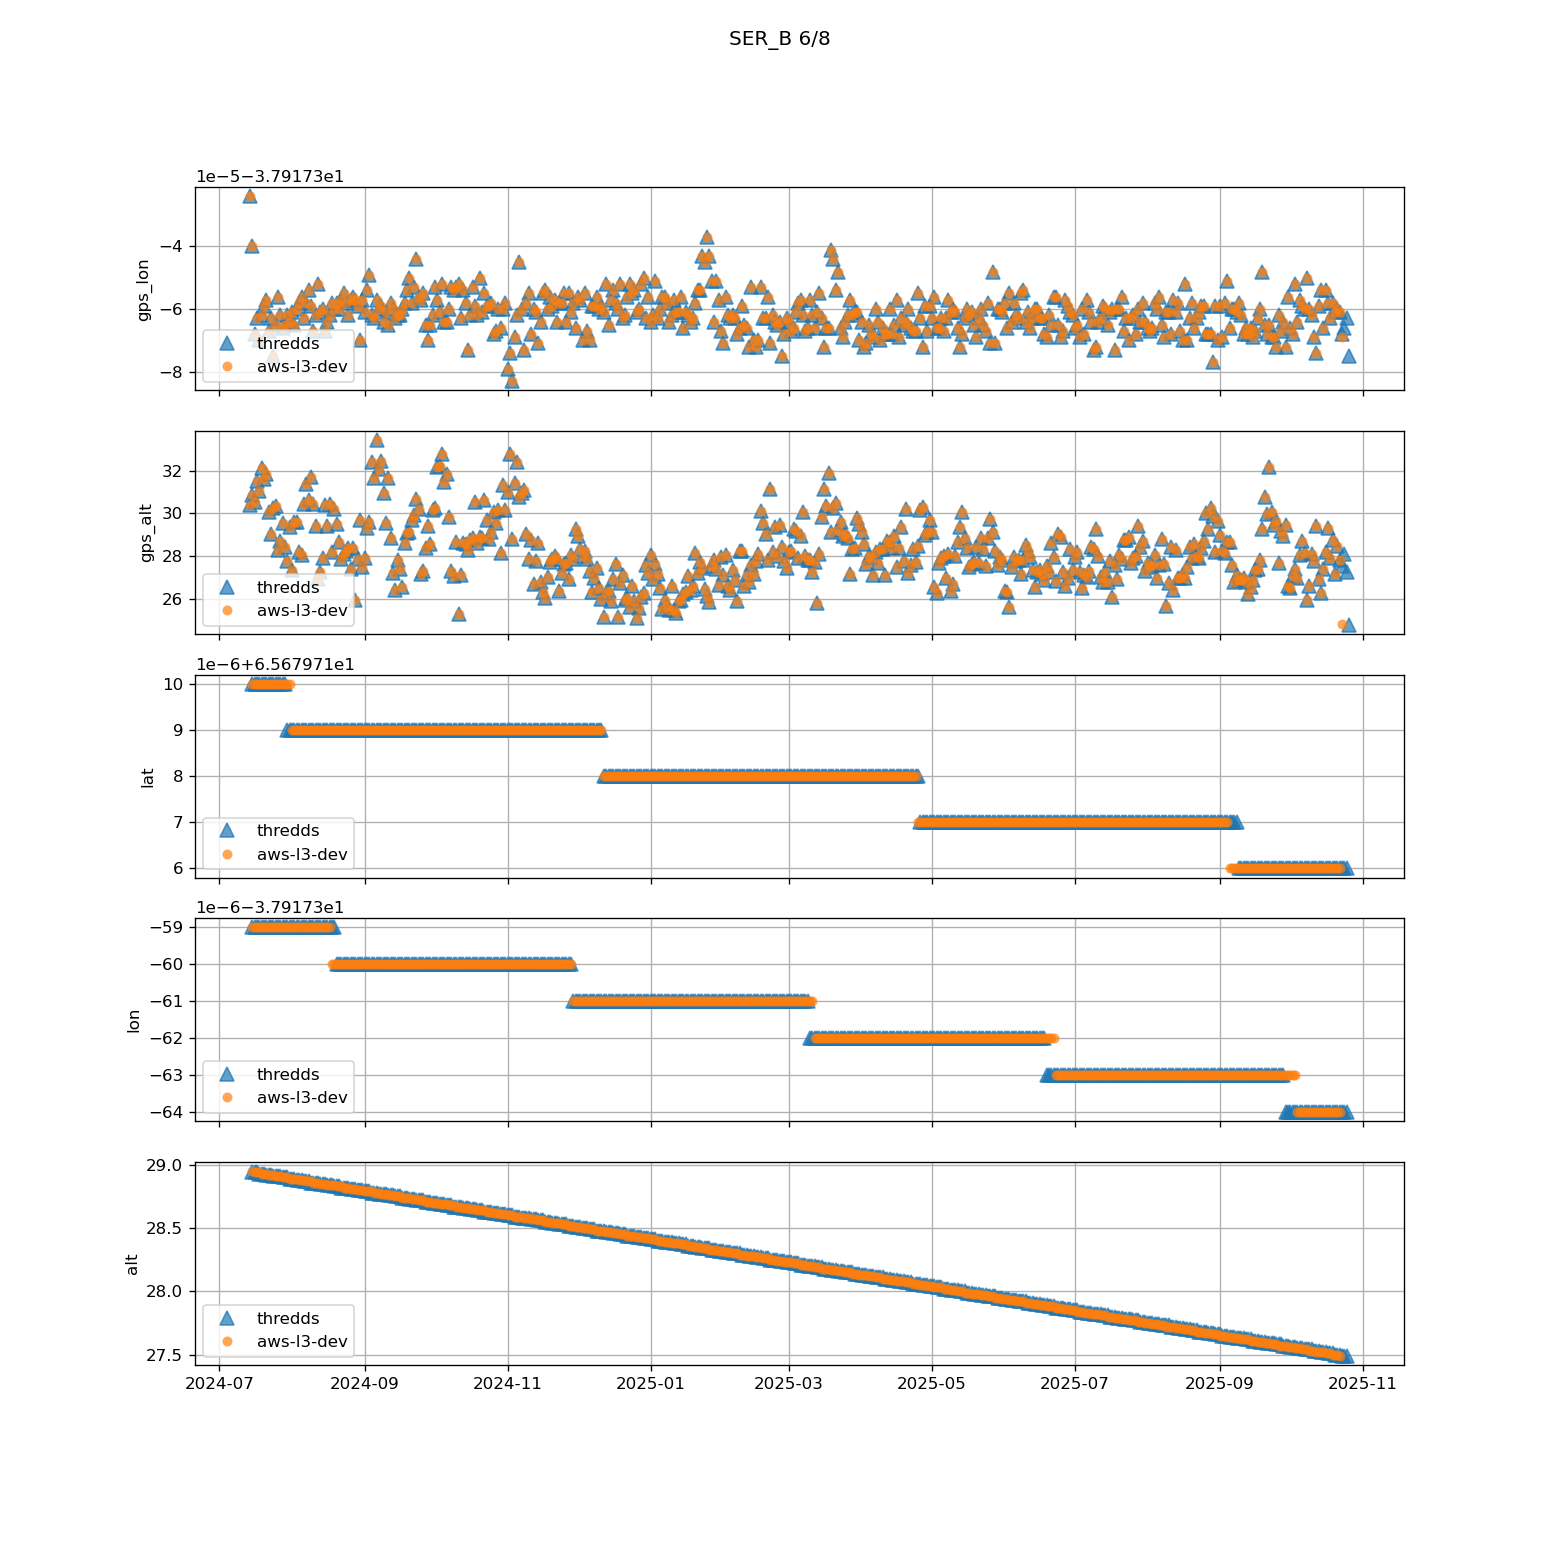 SER_B 6/8
1e−5−3.79173e1
−4
−6
−8
gps_lon
thredds
aws-l3-dev
32
30
28
26
gps_alt
thredds
aws-l3-dev
1e−6+6.567971e1
10
9
8
7
6
lat
thredds
aws-l3-dev
1e−6−3.79173e1
−59
−60
−61
−62
−63
−64
lon
thredds
aws-l3-dev
29.0
28.5
28.0
27.5
alt
thredds
aws-l3-dev
2024-07 2024-09 2024-11 2025-01 2025-03 2025-05 2025-07 2025-09 2025-11